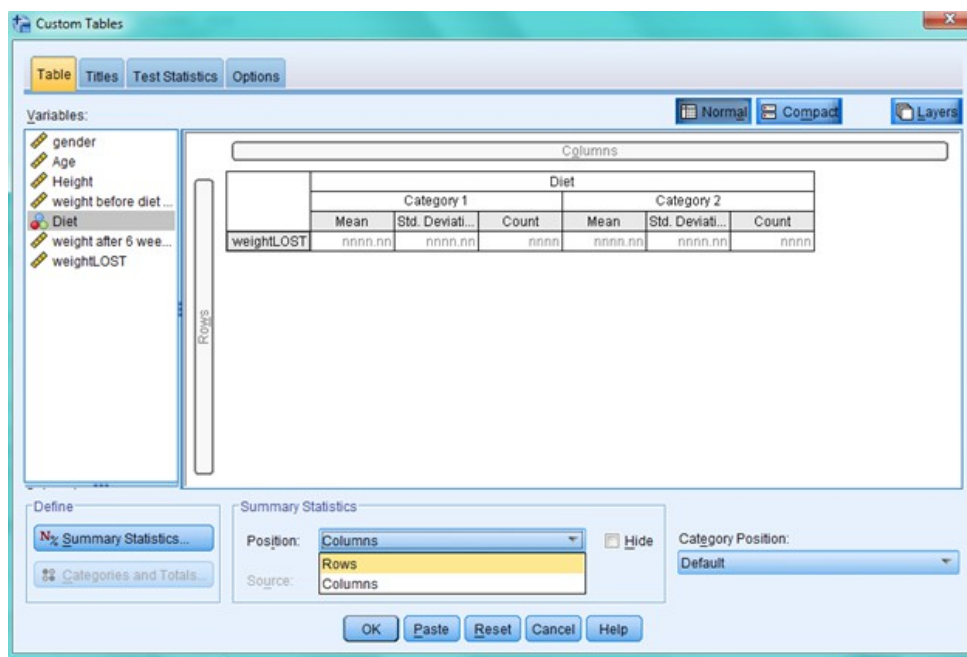 Custom Tables
Table Titles Test Statistics Options
Variables:
Normal Compact Layers
gender
Age
Height
weight before diet ...
Diet
weight after 6 wee...
weightLOST
Columns
Rows
Diet
Category 1 Category 2
Mean Std. Deviati... Count Mean Std. Deviati... Count
weightLOST nnnn.nn nnnn.nn nnnn nnnn.nn nnnn.nn nnnn
Define
N% Summary Statistics...
Categories and Totals...
Summary Statistics
Position: Columns
Hide
Rows
Source:
Columns
Category Position:
Default
OK Paste Reset Cancel Help